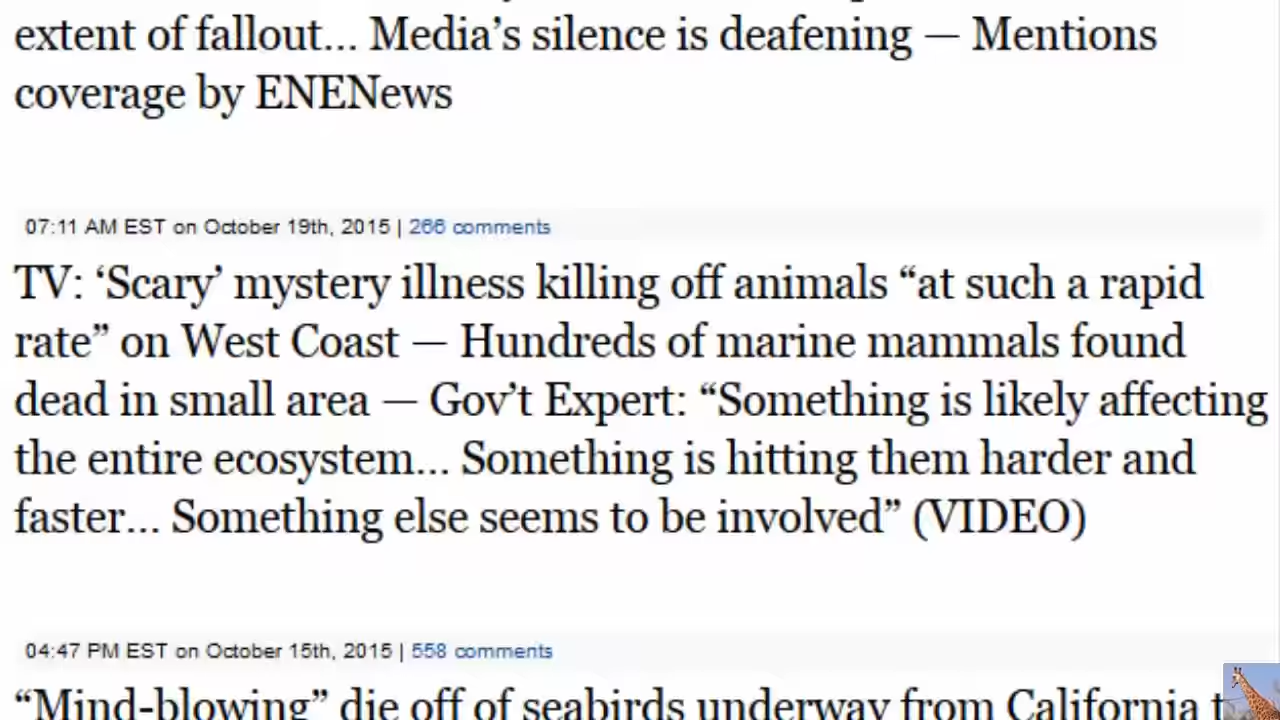 extent of fallout... Media’s silence is deafening — Mentions
coverage by ENENews
07:11 AM EST on October 19th, 2015 | 266 comments
TV: ‘Scary’ mystery illness killing off animals “at such a rapid
rate” on West Coast — Hundreds of marine mammals found
dead in small area — Gov’t Expert: “Something is likely affecting
the entire ecosystem... Something is hitting them harder and
faster... Something else seems to be involved” (VIDEO)
04:47 PM EST on October 15th, 2015 | 558 comments
“Mind-blowing” die off of seabirds underway from California